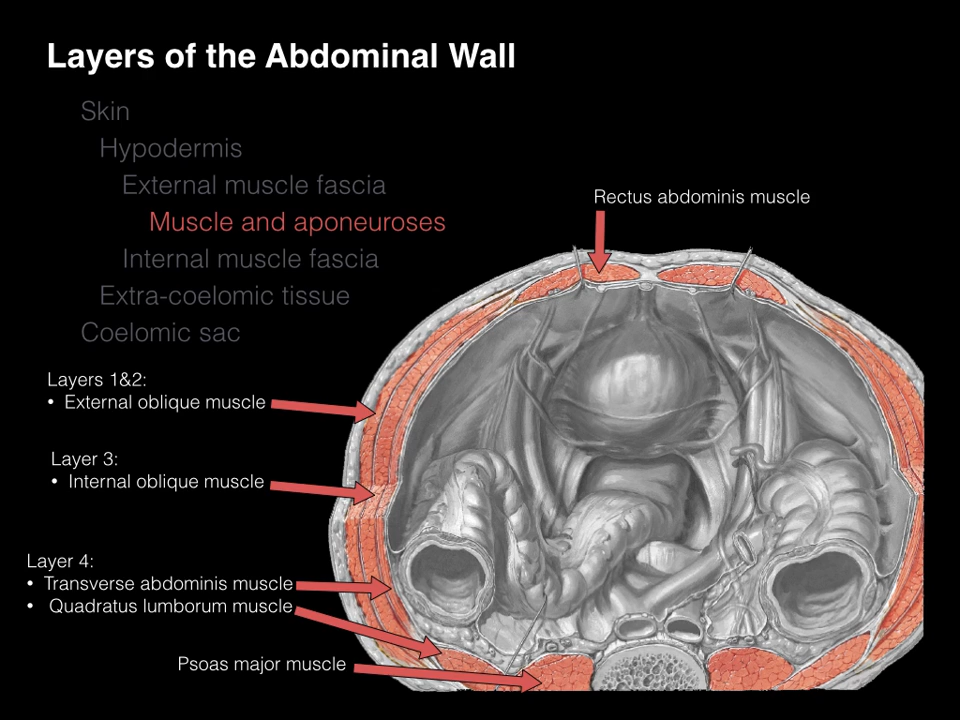 Layers of the Abdominal Wall
Skin
Hypodermis
External muscle fascia
Muscle and aponeuroses
Internal muscle fascia
Extra-coelomic tissue
Coelomic sac
Rectus abdominis muscle
Layers 1&2:
• External oblique muscle
Layer 3:
• Internal oblique muscle
Layer 4:
• Transverse abdominis muscle
• Quadratus lumborum muscle
Psoas major muscle